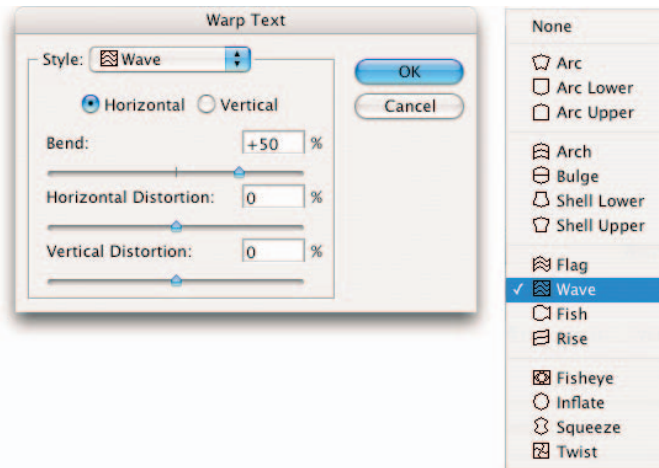 Warp Text
Style: Wave
OK
Horizontal Vertical
Cancel
Bend: +50 %
Horizontal Distortion: 0 %
Vertical Distortion: 0 %
None
Arc
Arc Lower
Arc Upper
Arch
Bulge
Shell Lower
Shell Upper
Flag
✓ Wave
Fish
Rise
Fisheye
Inflate
Squeeze
Twist